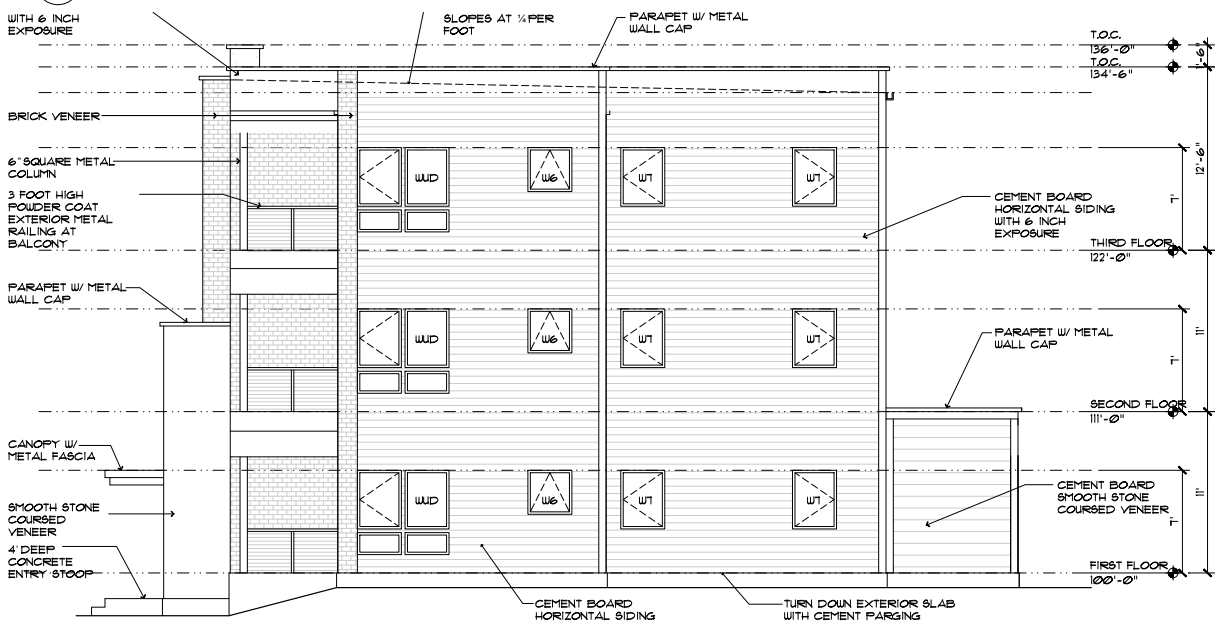 WITH 6 INCH
EXPOSURE
SLOPES AT 1/4 PER
FOOT
PARAPET W/ METAL
WALL CAP
T.O.C.
136'-0"
T.O.C.
134'-6"
1'-6"
BRICK VENEER
6" SQUARE METAL
COLUMN
3 FOOT HIGH
POWDER COAT
EXTERIOR METAL
RAILING AT
BALCONY
WUD
W6
W7
W7
12'-6"
7'
CEMENT BOARD
HORIZONTAL SIDING
WITH 6 INCH
EXPOSURE
THIRD FLOOR
122'-0"
PARAPET W/ METAL
WALL CAP
WUD
W6
W7
W7
11'
7'
PARAPET W/ METAL
WALL CAP
SECOND FLOOR
111'-0"
CANOPY W/
METAL FASCIA
WUD
W6
W7
W7
11'
7'
CEMENT BOARD
SMOOTH STONE
COURSED VENEER
SMOOTH STONE
COURSED
VENEER
4' DEEP
CONCRETE
ENTRY STOOP
FIRST FLOOR
100'-0"
CEMENT BOARD
HORIZONTAL SIDING
TURN DOWN EXTERIOR SLAB
WITH CEMENT PARGING